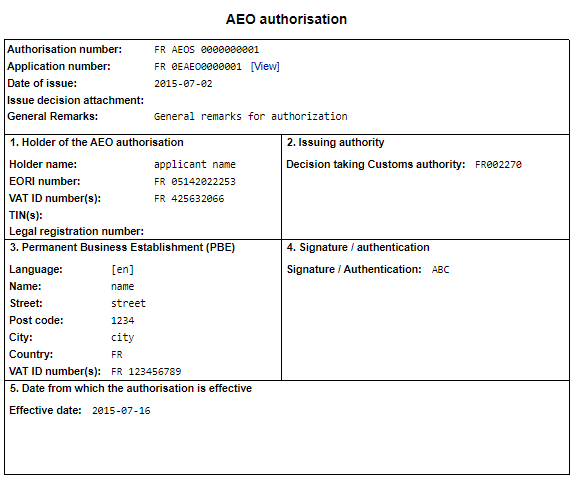 AEO authorisation
Authorisation number: FR AEOS 0000000001
Application number: FR 0EAEO0000001 [View]
Date of issue: 2015-07-02
Issue decision attachment:
General Remarks: General remarks for authorization
1. Holder of the AEO authorisation
Holder name: applicant name
EORI number: FR 05142022253
VAT ID number(s): FR 425632066
TIN(s):
Legal registration number:
2. Issuing authority
Decision taking Customs authority: FR002270
3. Permanent Business Establishment (PBE)
Language: [en]
Name: name
Street: street
Post code: 1234
City: city
Country: FR
VAT ID number(s): FR 123456789
4. Signature / authentication
Signature / Authentication: ABC
5. Date from which the authorisation is effective
Effective date: 2015-07-16